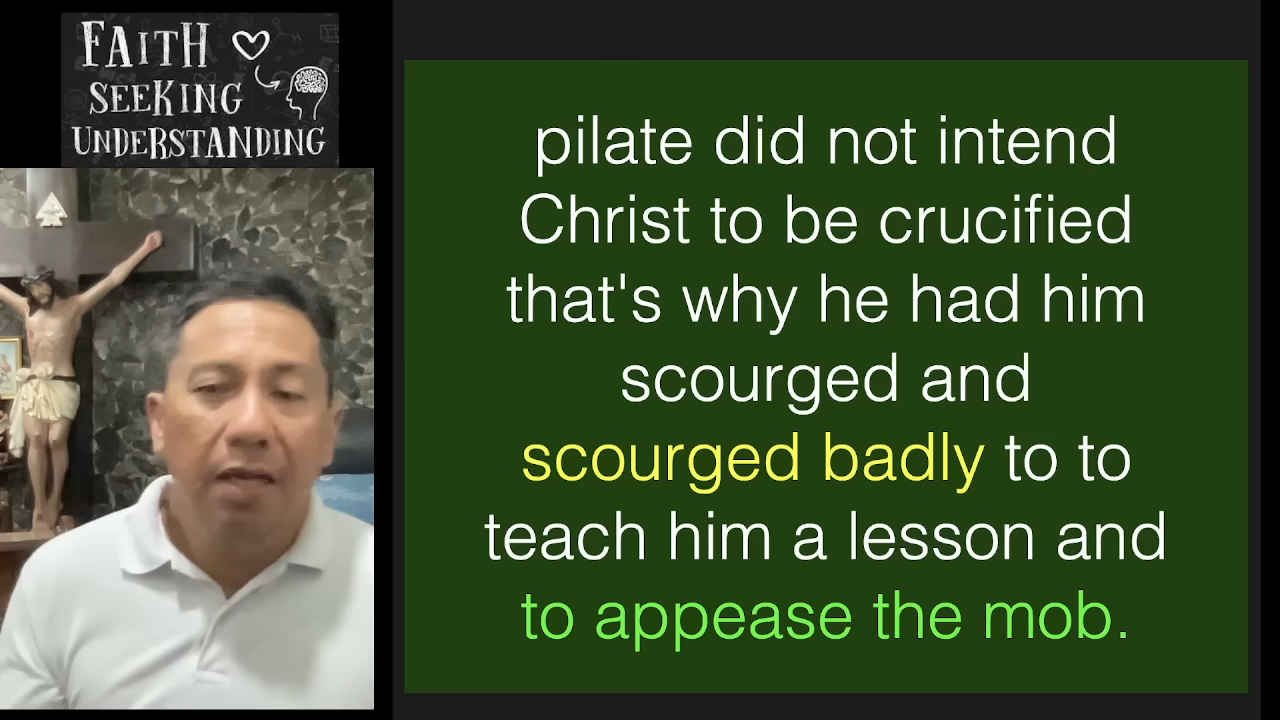 FAITH
SEEKING
UNDERSTANDING
pilate did not intend
Christ to be crucified
that's why he had him
scourged and
scourged badly to to
teach him a lesson and
to appease the mob.